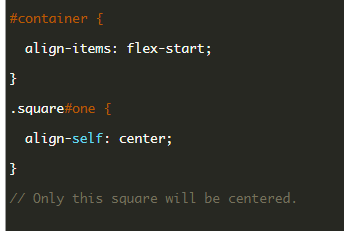 #container {
align-items: flex-start;
}
.square#one {
align-self: center;
}
// Only this square will be centered.